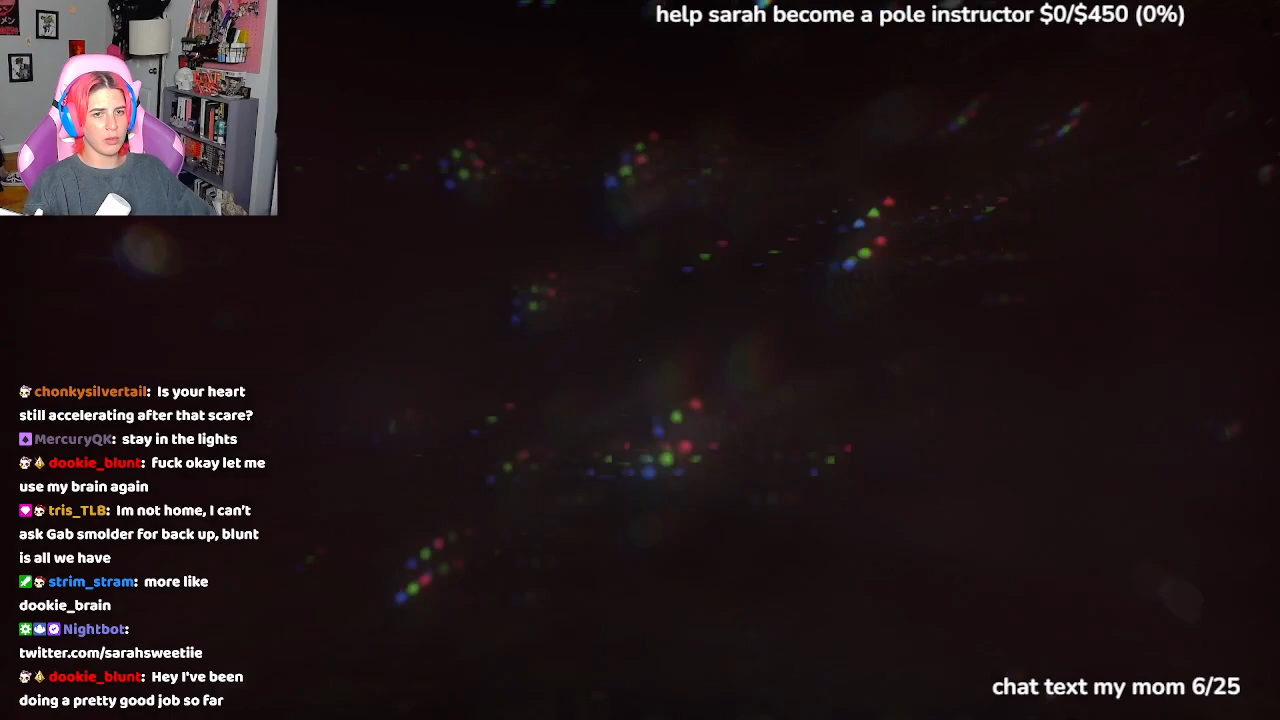 help sarah become a pole instructor $0/$450 (0%)
chonkysilvertail: Is your heart
still accelerating after that scare?
MercuryQK: stay in the lights
dookie_blunt: fuck okay let me
use my brain again
tris_TLB: Im not home, I can't
ask Gab smolder for back up, blunt
is all we have
strim_stram: more like
dookie_brain
Nightbot:
twitter.com/sarahsweetiie
dookie_blunt: Hey I've been
doing a pretty good job so far
chat text my mom 6/25